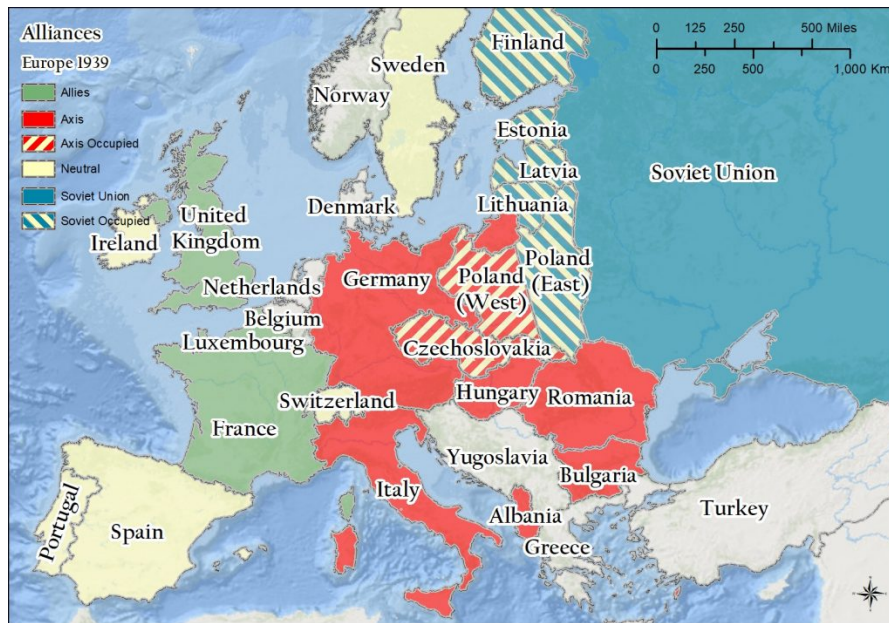 Alliances
Europe 1939
Allies
Axis
Axis Occupied
Neutral
Soviet Union
Soviet Occupied
0 125 250 500 Miles
0 250 500 1,000 Km
Finland
Sweden
Norway
Estonia
Latvia
Soviet Union
Lithuania
Denmark
United
Kingdom
Ireland
Netherlands
Germany
Poland
(West)
Poland
(East)
Belgium
Luxembourg
Czechoslovakia
Switzerland
Hungary
Romania
France
Yugoslavia
Bulgaria
Italy
Albania
Greece
Turkey
Portugal
Spain